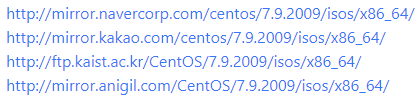 http://mirror.navercorp.com/centos/7.9.2009/isos/x86_64/
http://mirror.kakao.com/centos/7.9.2009/isos/x86_64/
http://ftp.kaist.ac.kr/CentOS/7.9.2009/isos/x86_64/
http://mirror.anigil.com/CentOS/7.9.2009/isos/x86_64/